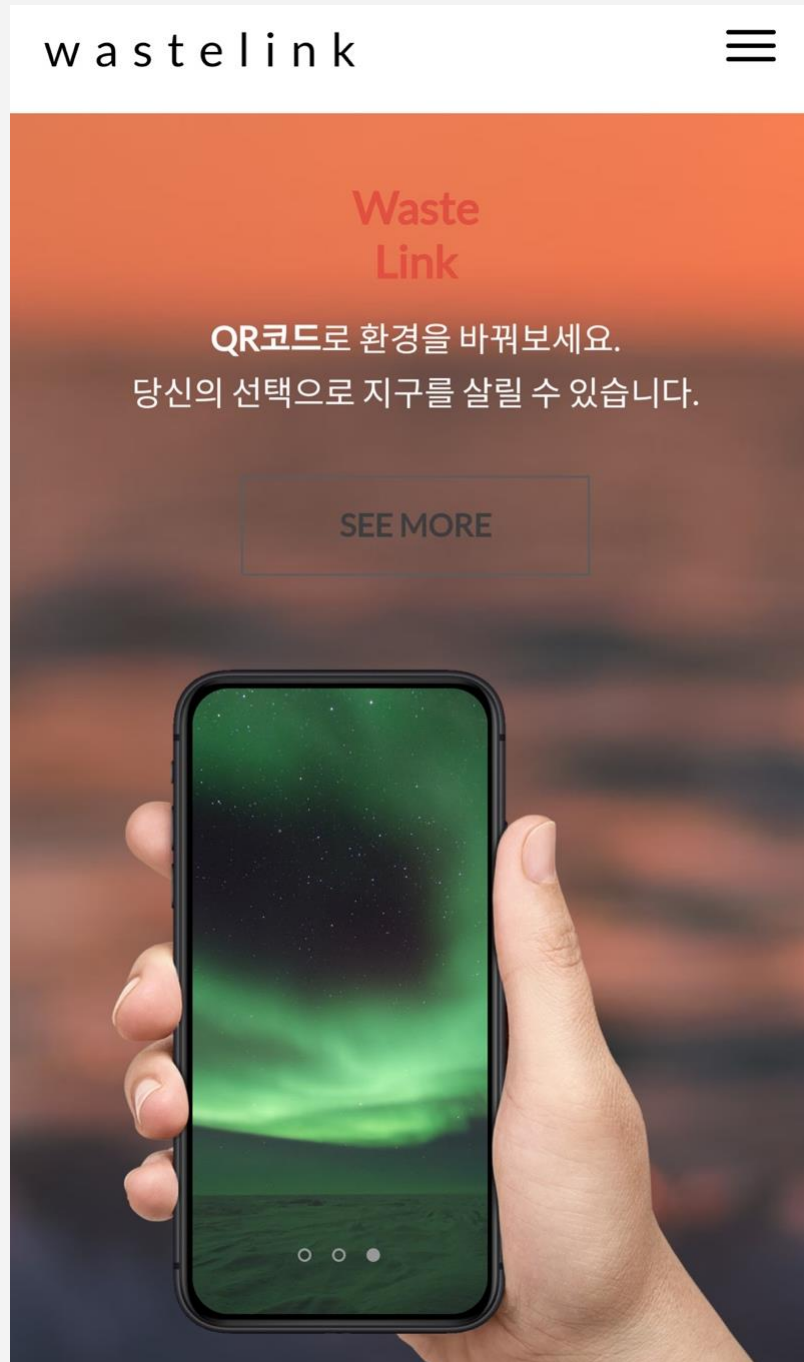 wastelink
Waste
Link
QR코드로 환경을 바꿔보세요.
당신의 선택으로 지구를 살릴 수 있습니다.
SEE MORE